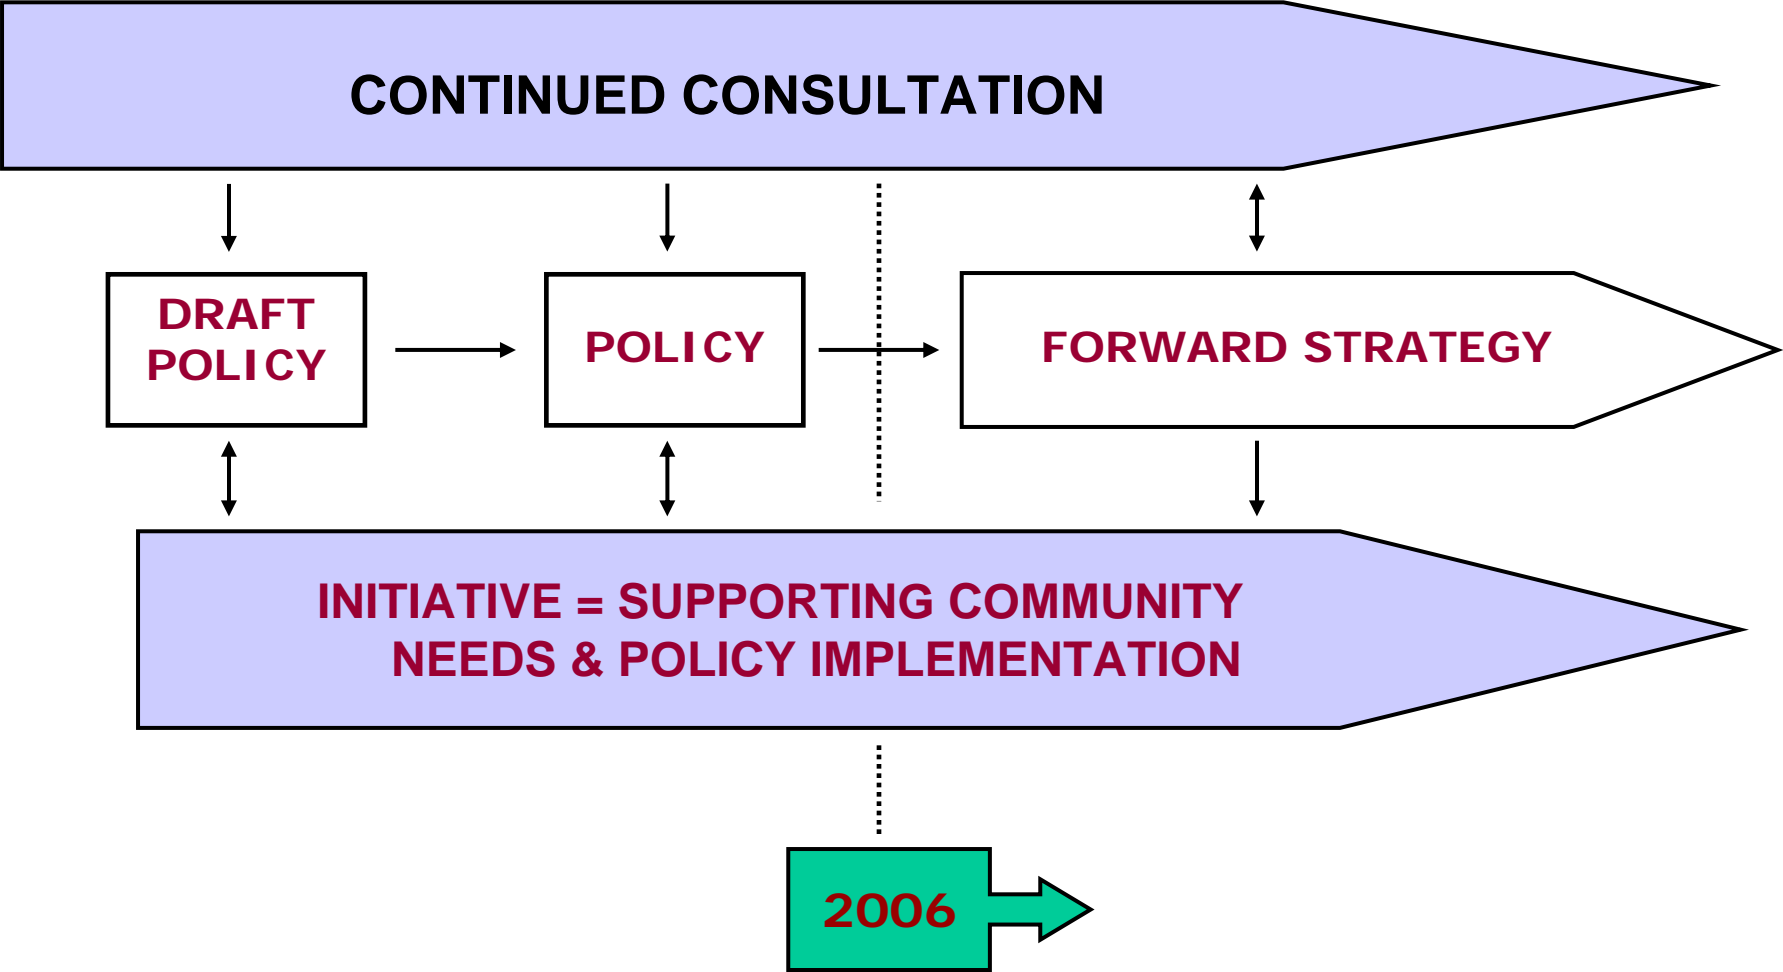 CONTINUED CONSULTATION
DRAFT
POLICY
POLICY
FORWARD STRATEGY
INITIATIVE = SUPPORTING COMMUNITY
NEEDS & POLICY IMPLEMENTATION
2006